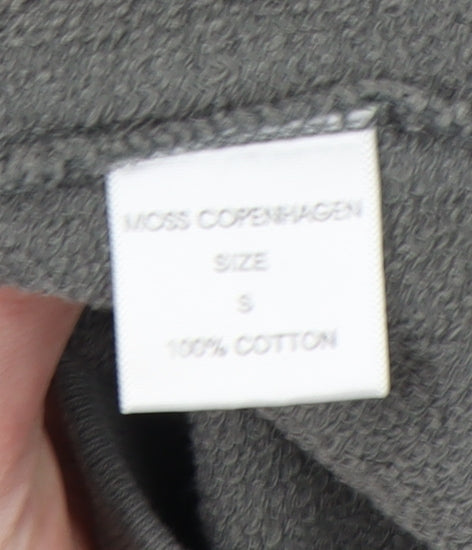 MOSS COPENHAGEN
SIZE
S
100% COTTON